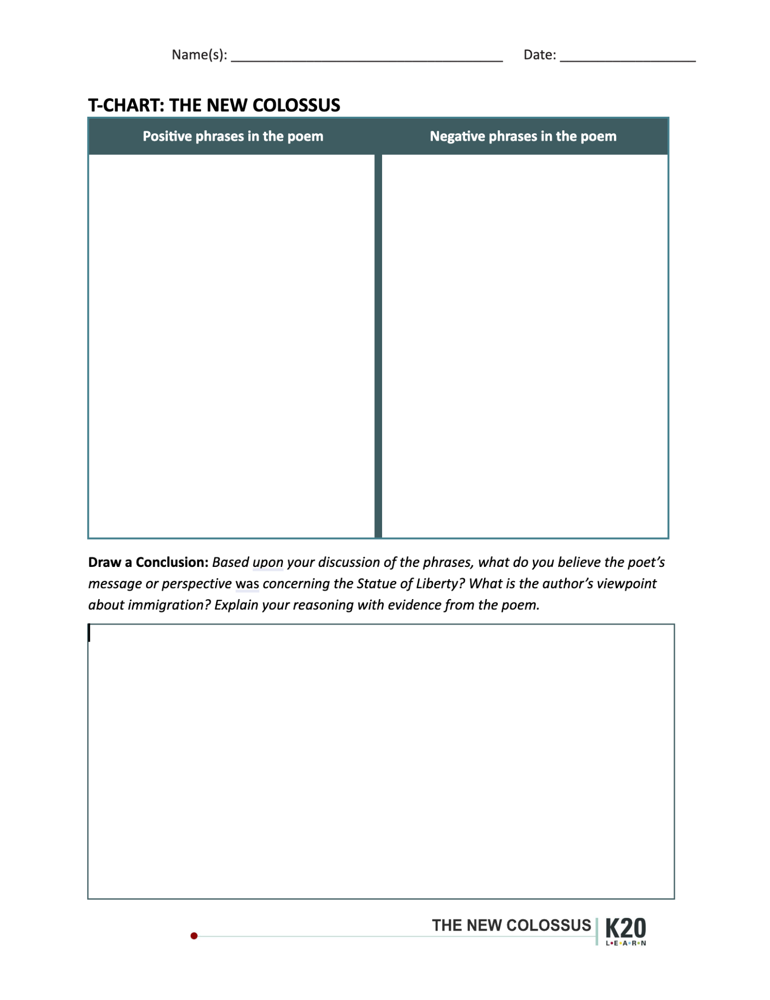 Name(s): ____________________________________ Date: __________________
T-CHART: THE NEW COLOSSUS
Positive phrases in the poem Negative phrases in the poem
Draw a Conclusion: Based upon your discussion of the phrases, what do you believe the poet’s
message or perspective was concerning the Statue of Liberty? What is the author’s viewpoint
about immigration? Explain your reasoning with evidence from the poem.
THE NEW COLOSSUS K20
L•E•A•R•N